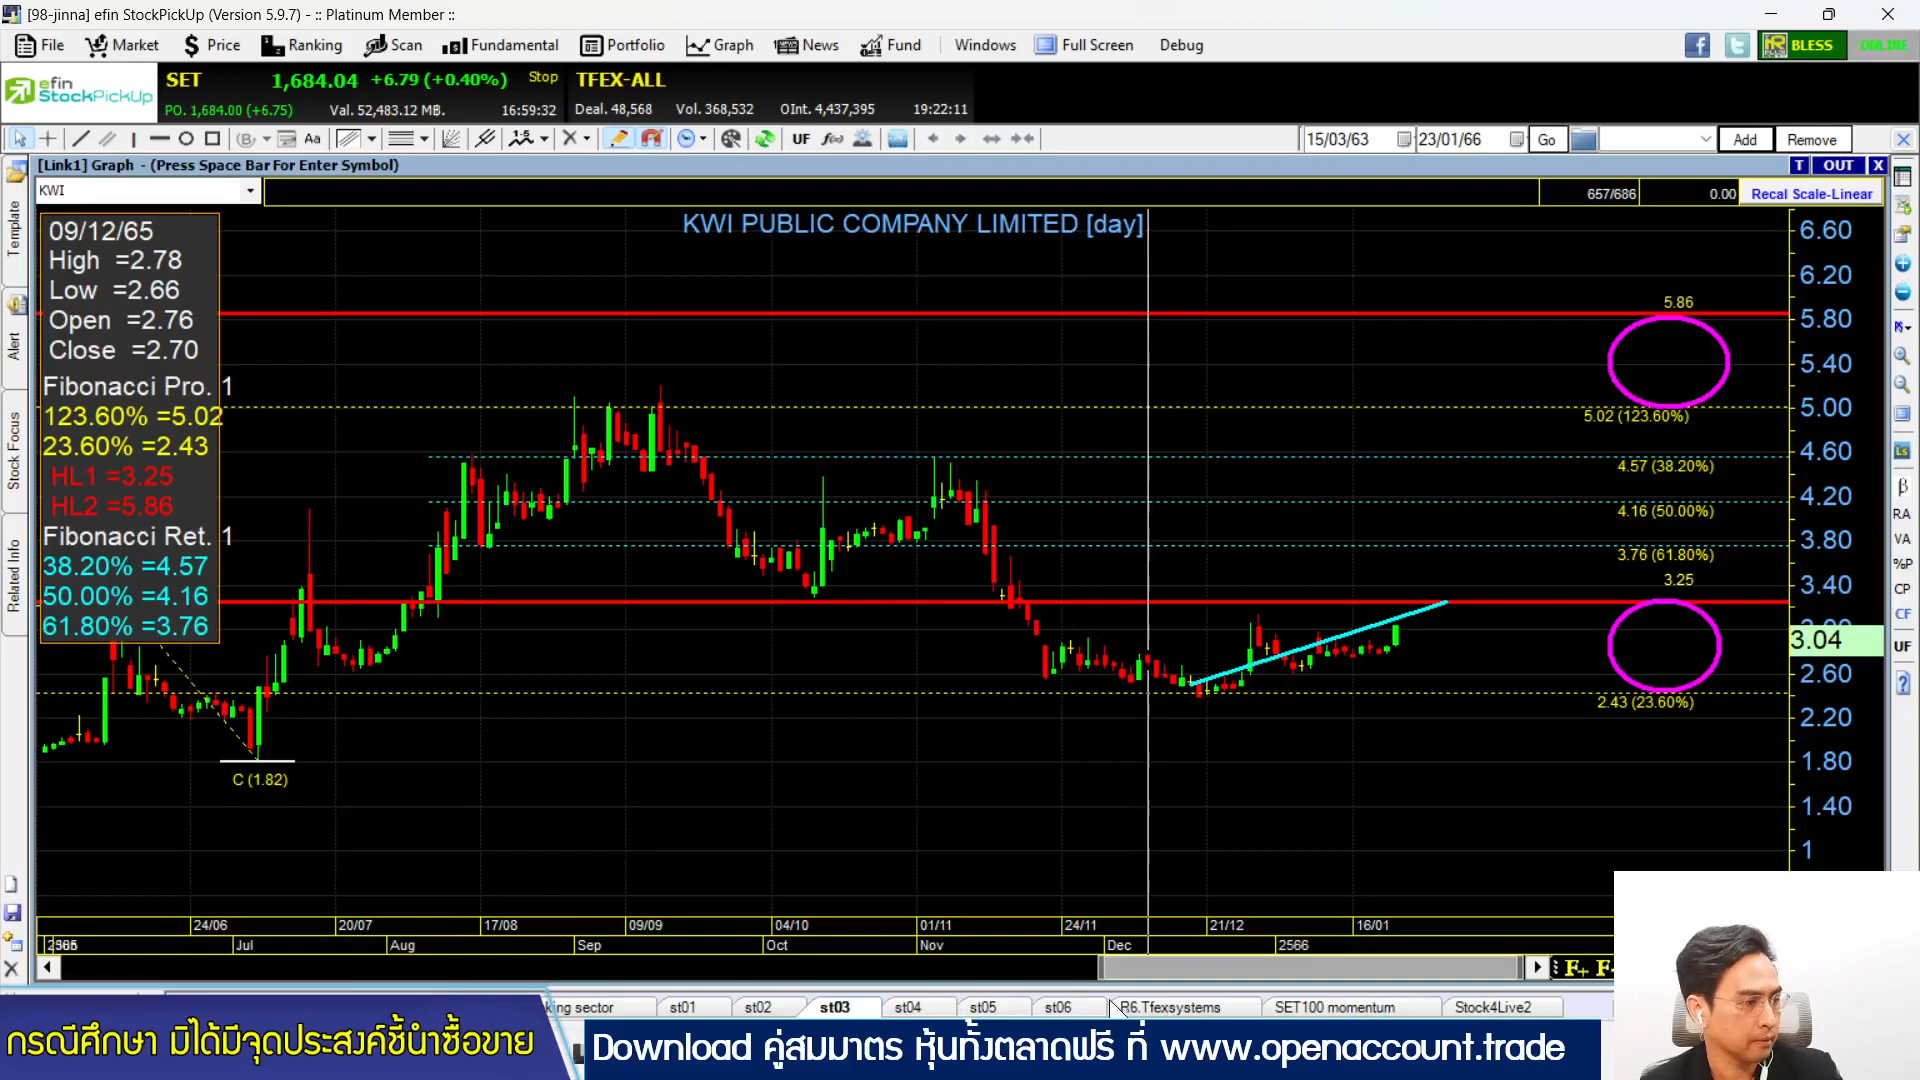 [98-jinna] efin StockPickUp (Version 5.9.7) - :: Platinum Member ::
File Market Price Ranking Scan Fundamental Portfolio Graph News Fund Windows Full Screen Debug BLESS ONLINE
efin StockPickUp
SET 1,684.04 +6.79 (+0.40%) Stop TFEX-ALL
PO. 1,684.00 (+6.75) Val. 52,483.12 MB. 16:59:32 Deal. 48,568 Vol. 368,532 OInt. 4,437,395 19:22:11
Aa UF f(x) 15/03/63 23/01/66 Go Add Remove
[Link1] Graph - (Press Space Bar For Enter Symbol) T OUT X
KWI 657/686 0.00 Recal Scale-Linear
KWI PUBLIC COMPANY LIMITED [day]
09/12/65
High =2.78
Low =2.66
Open =2.76
Close =2.70
Fibonacci Pro. 1
123.60% =5.02
23.60% =2.43
HL1 =3.25
HL2 =5.86
Fibonacci Ret. 1
38.20% =4.57
50.00% =4.16
61.80% =3.76
Template
Alert
Stock Focus
Related Info
5.86
5.02 (123.60%)
4.57 (38.20%)
4.16 (50.00%)
3.76 (61.80%)
3.25
2.43 (23.60%)
C (1.82)
6.60
6.20
5.80
5.40
5.00
4.60
4.20
3.80
3.40
3.04
2.60
2.20
1.80
1.40
1
Ls
β
RA
VA
%P
CP
CF
UF
24/06 20/07 17/08 09/09 04/10 01/11 24/11 21/12 16/01
Jul Aug Sep Oct Nov Dec 2566
F+ F-
king sector st01 st02 st03 st04 st05 st06 R6.Tfexsystems SET100 momentum Stock4Live2
กรณีศึกษา มิได้มีจุดประสงค์ชี้นำซื้อขาย
Download คู่สมมาตร หุ้นทั้งตลาดฟรี ที่ www.openaccount.trade